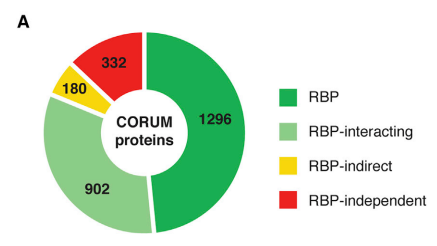 A
332
180
1296
CORUM
proteins
902
RBP
RBP-interacting
RBP-indirect
RBP-independent